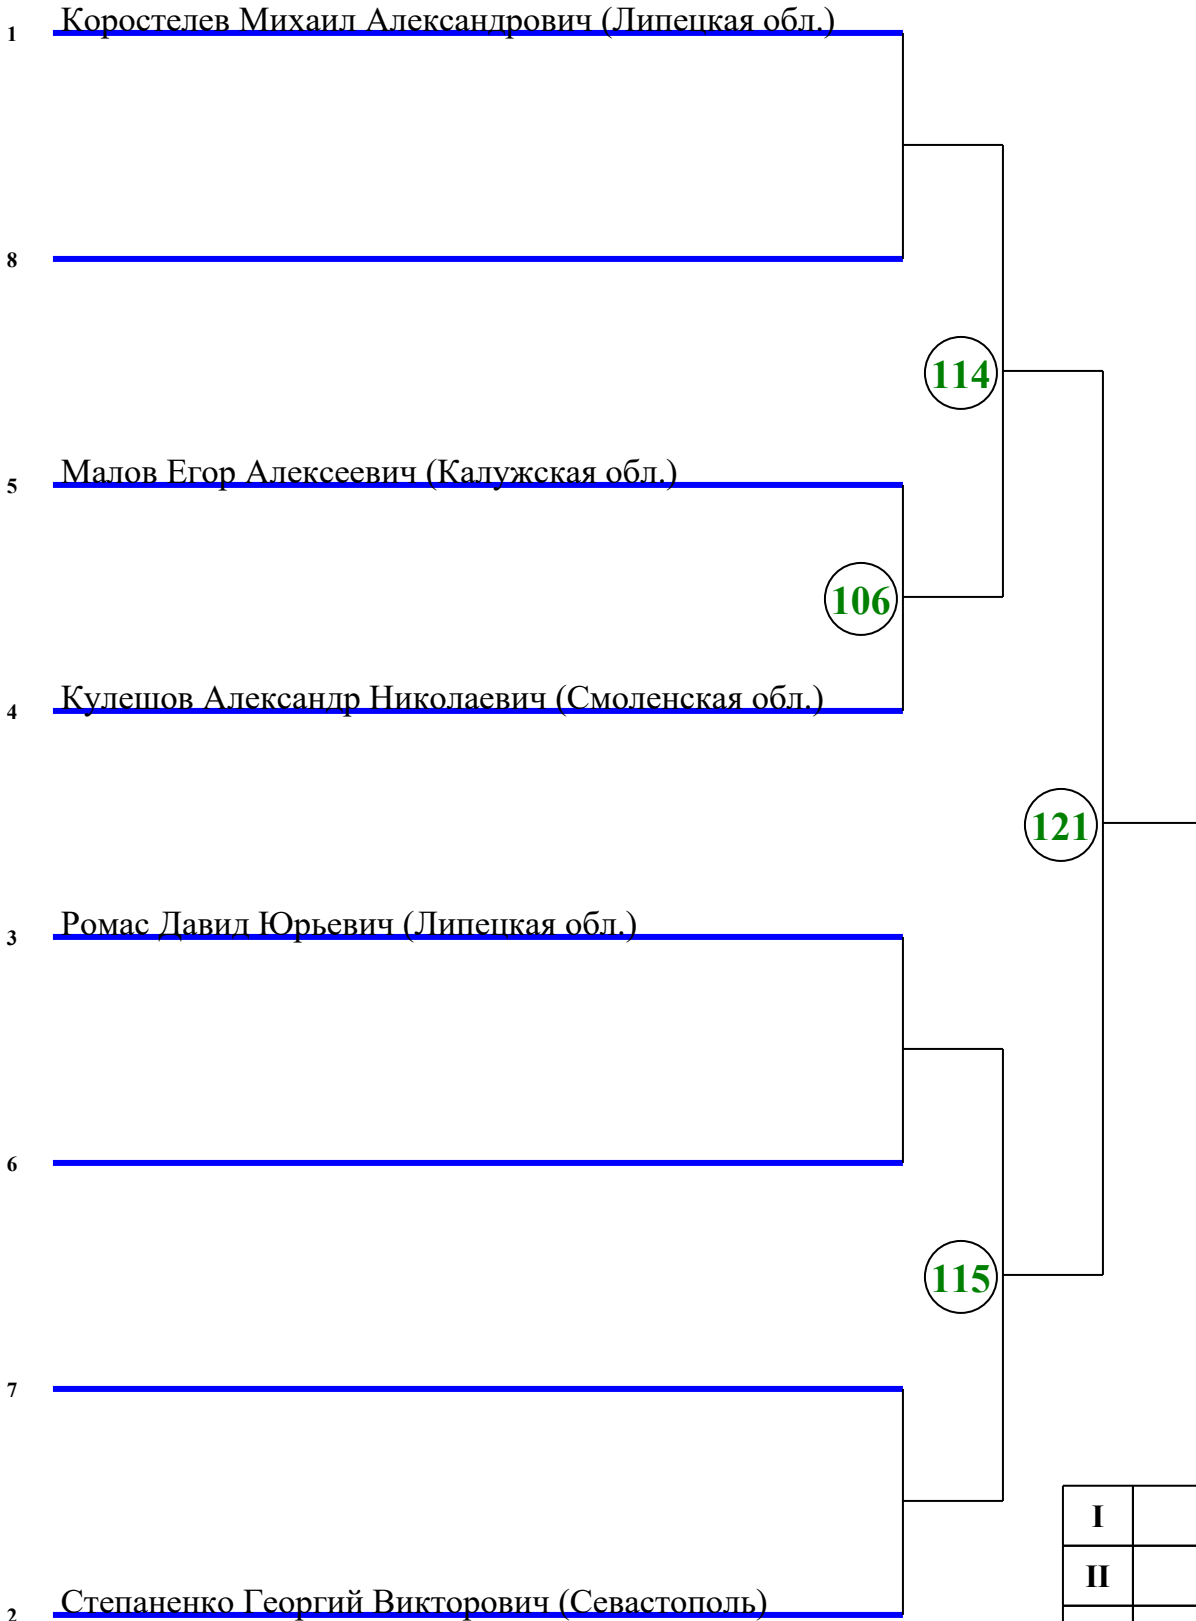 1 Коростелев Михаил Александрович (Липецкая обл.)
8
114
5 Малов Егор Алексеевич (Калужская обл.)
106
4 Кулешов Александр Николаевич (Смоленская обл.)
121
3 Ромас Давид Юрьевич (Липецкая обл.)
6
115
7
I
II
2 Степаненко Георгий Викторович (Севастополь)